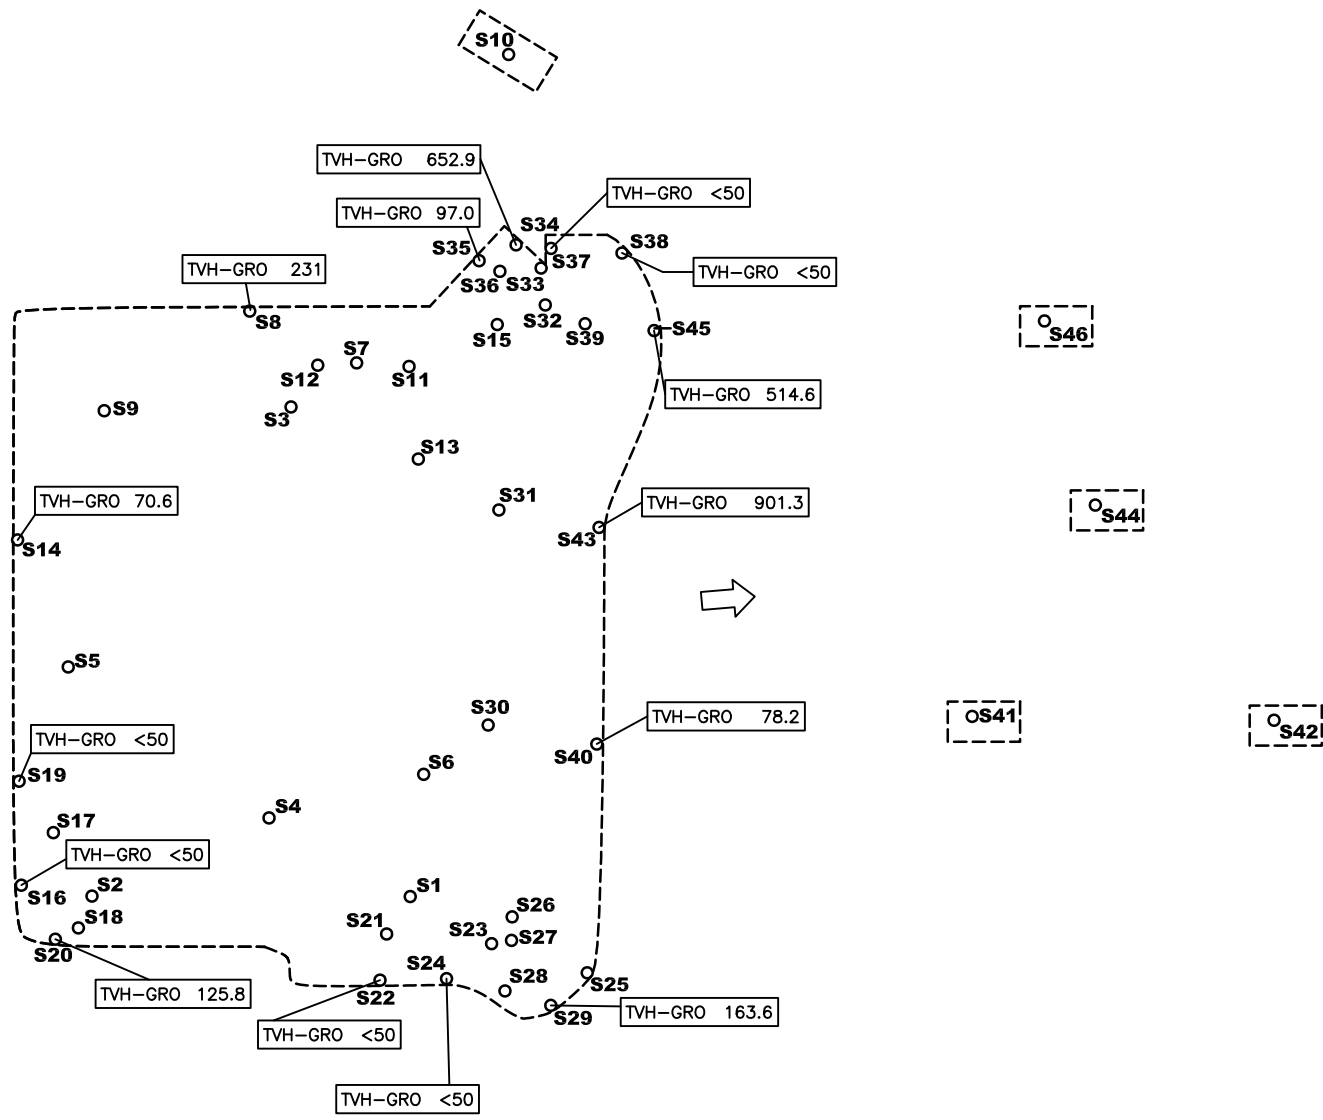 S10
TVH-GRO 652.9
TVH-GRO <50
TVH-GRO 97.0
S34
S35
S38
S37
TVH-GRO 231
TVH-GRO <50
S36
S33
S8
S32
S15
S39
S45
S46
S7
S12
S11
TVH-GRO 514.6
S9
S3
S13
TVH-GRO 70.6
S31
TVH-GRO 901.3
S44
S43
S14
S5
S30
TVH-GRO 78.2
S41
S42
TVH-GRO <50
S40
S19
S6
S4
S17
TVH-GRO <50
S2
S1
S16
S26
S21
S18
S23
S27
S20
S24
S28
S25
TVH-GRO 125.8
S22
S29
TVH-GRO 163.6
TVH-GRO <50
TVH-GRO <50